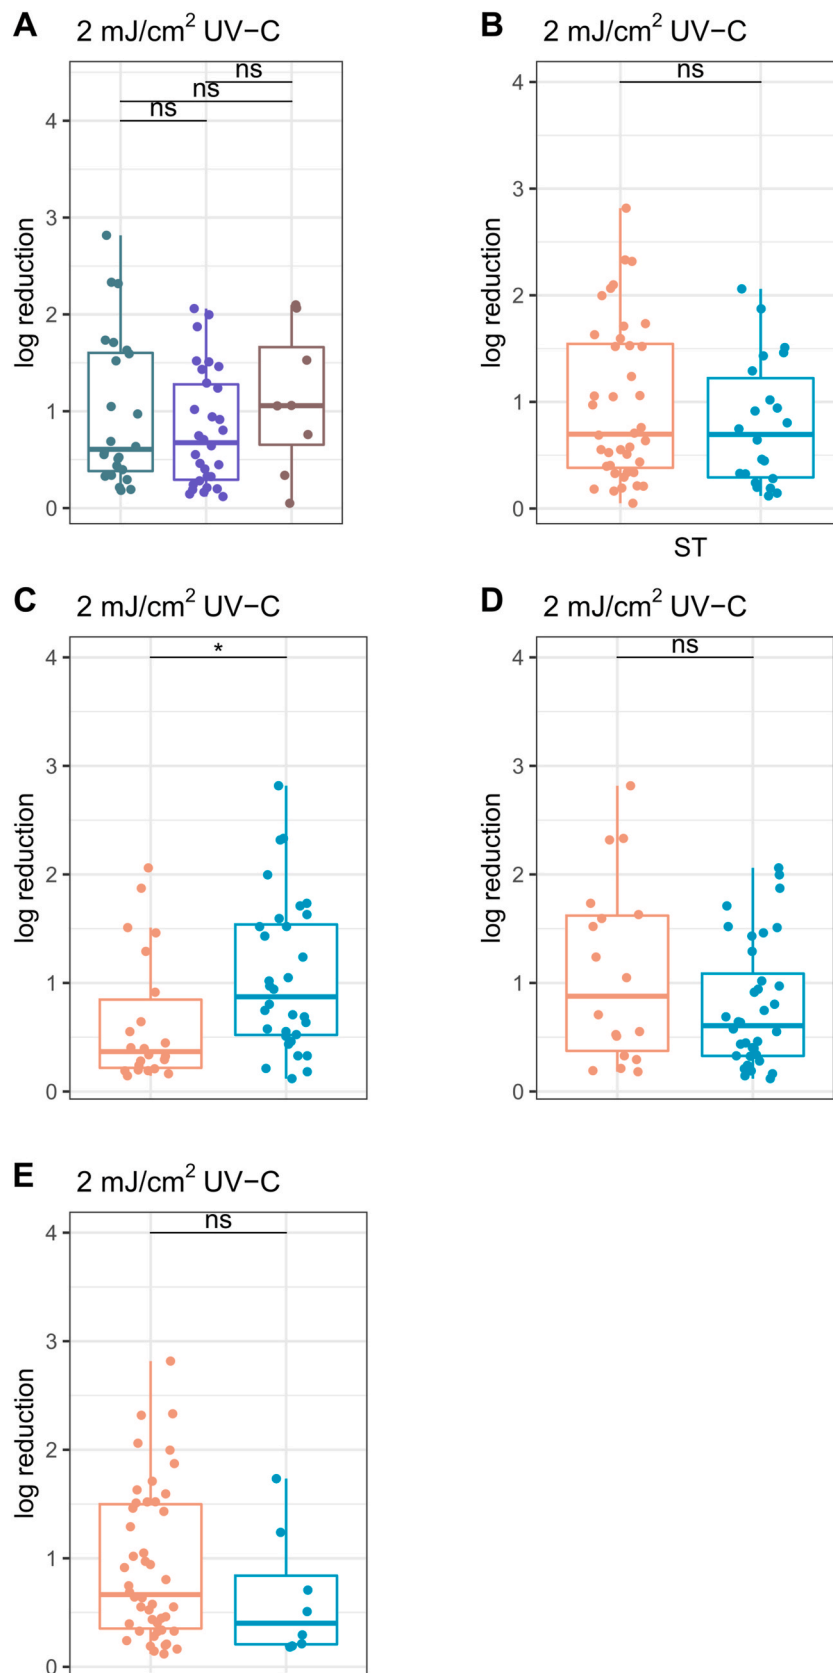 A 2 mJ/cm² UV−C
ns
ns
ns
4
3
2
1
0
log reduction
B 2 mJ/cm² UV−C
ns
4
3
2
1
0
log reduction
ST
C 2 mJ/cm² UV−C
*
4
3
2
1
0
log reduction
D 2 mJ/cm² UV−C
ns
4
3
2
1
0
log reduction
E 2 mJ/cm² UV−C
ns
4
3
2
1
0
log reduction